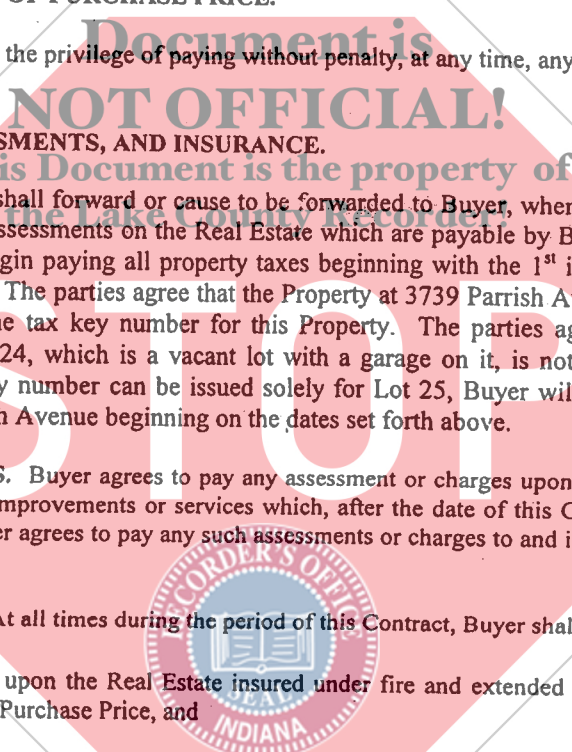 OF PURCHASE PRICE.
Document is
the privilege of paying without penalty, at any time, any
NOT OFFICIAL!
SMENTS, AND INSURANCE.
is Document is the property of
shall forward or cause to be forwarded to Buyer, when
the Lake County Recorder!
ssessments on the Real Estate which are payable by B
gin paying all property taxes beginning with the 1st i
The parties agree that the Property at 3739 Parrish A
e tax key number for this Property. The parties ag
24, which is a vacant lot with a garage on it, is not
y number can be issued solely for Lot 25, Buyer wil
h Avenue beginning on the dates set forth above.
STOP
S. Buyer agrees to pay any assessment or charges upon
mprovements or services which, after the date of this C
er agrees to pay any such assessments or charges to and i
RECORDER'S OFFICE
At all times during the period of this Contract, Buyer shal
upon the Real Estate insured under fire and extended
SEAL
Purchase Price, and
INDIANA